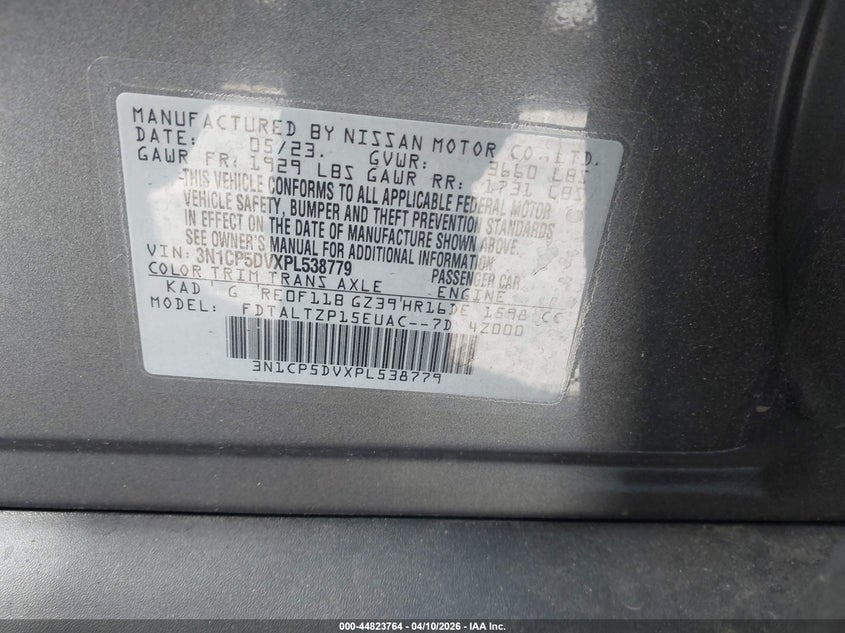 MANUFACTURED BY NISSAN MOTOR CO., LTD.
DATE: 05/23. GVWR: 3660 LBS
GAWR FR: 1929 LBS GAWR RR: 1731 LBS
THIS VEHICLE CONFORMS TO ALL APPLICABLE FEDERAL MOTOR
VEHICLE SAFETY, BUMPER AND THEFT PREVENTION STANDARDS
IN EFFECT ON THE DATE OF MANUFACTURE SHOWN ABOVE.
SEE OWNER'S MANUAL FOR ADDITIONAL INFORMATION
VIN: 3N1CP5DVXPL538779 PASSENGER CAR
COLOR TRIM TRANS AXLE ENGINE
KAD G RE0F11B GZ39 HR16DE 1598 CC
MODEL: FDTALTZP15EUAC--7D 4Z000
3N1CP5DVXPL538779
000-44823764 - 04/10/2026 - IAA Inc.